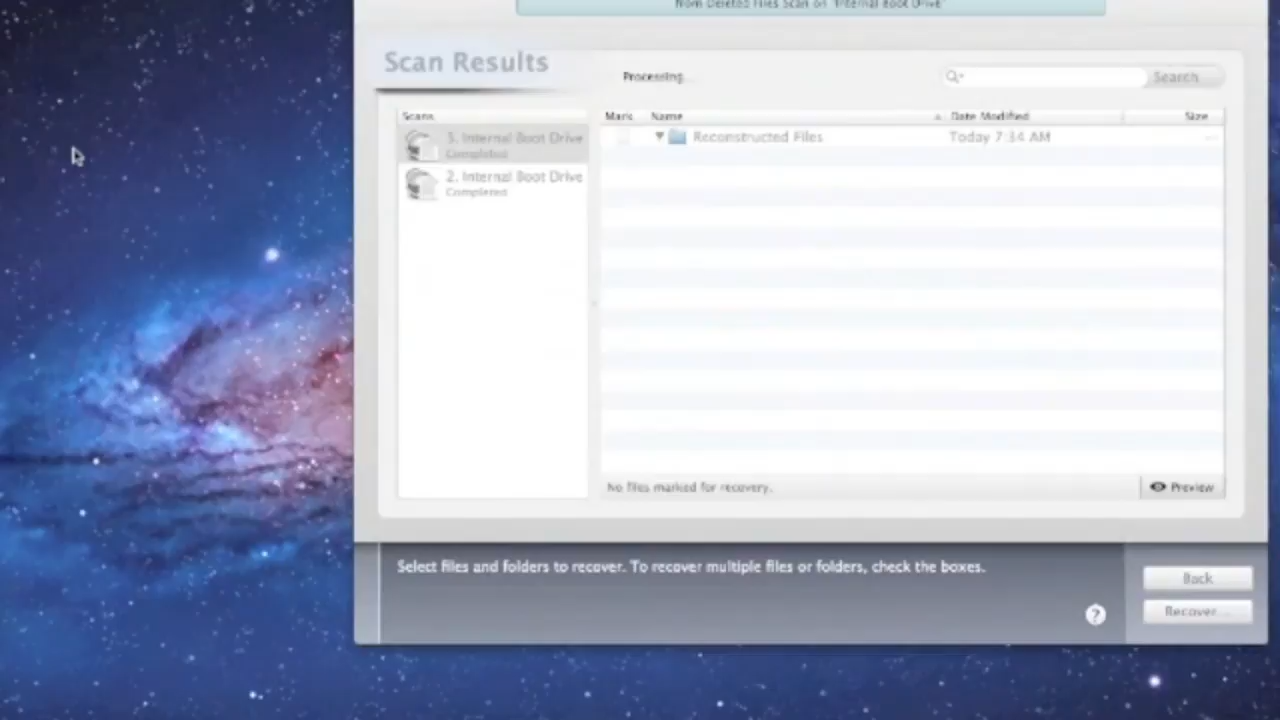 from Deleted Files Scan on "Internal Boot Drive"
Scan Results
Processing...
Search
Scans
Mark Name Date Modified Size
3. Internal Boot Drive
Completed
Reconstructed Files Today 7:34 AM --
2. Internal Boot Drive
Completed
No files marked for recovery.
Preview
Select files and folders to recover. To recover multiple files or folders, check the boxes.
Back
?
Recover...